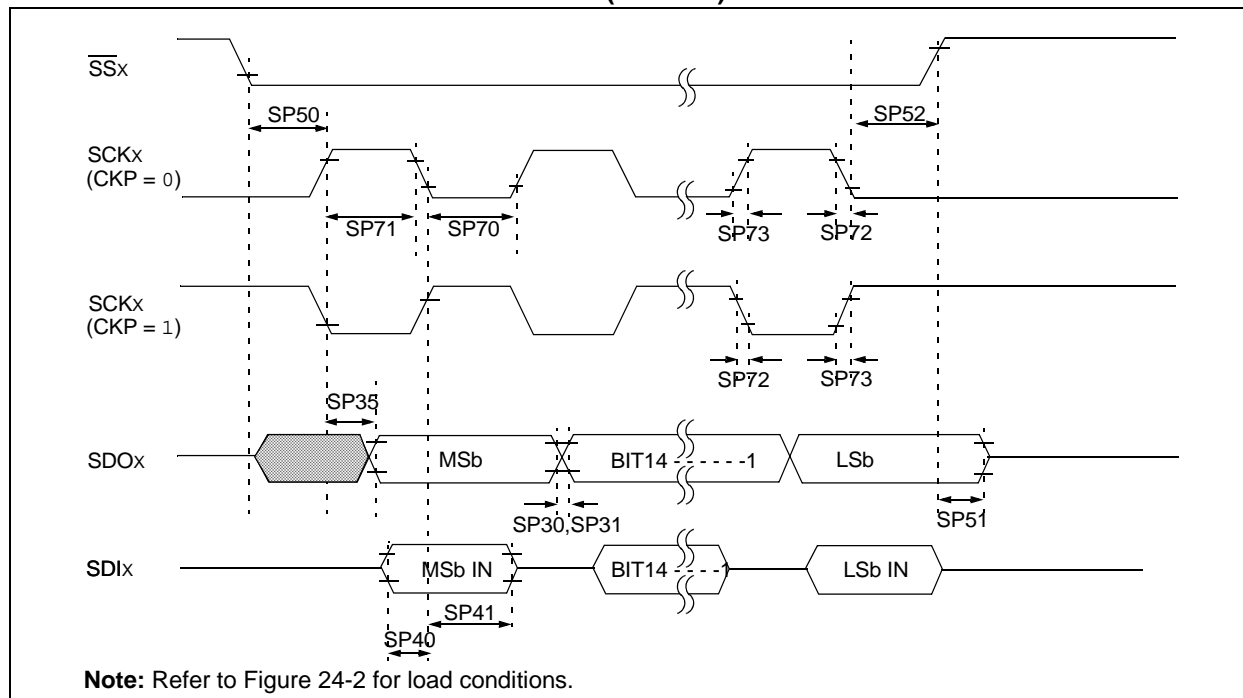 SSX
SP50
SP52
SCKX
(CKP = 0)
SP71
SP70
SP73
SP72
SCKX
(CKP = 1)
SP72
SP73
SP35
SDOX
MSb
BIT14 - - - - - -1
LSb
SP30,SP31
SP51
SDIX
MSb IN
BIT14 - - - - -1
LSb IN
SP41
SP40
Note: Refer to Figure 24-2 for load conditions.